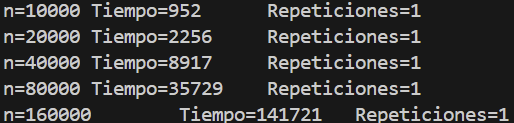 n=10000 Tiempo=952 Repeticiones=1
n=20000 Tiempo=2256 Repeticiones=1
n=40000 Tiempo=8917 Repeticiones=1
n=80000 Tiempo=35729 Repeticiones=1
n=160000 Tiempo=141721 Repeticiones=1